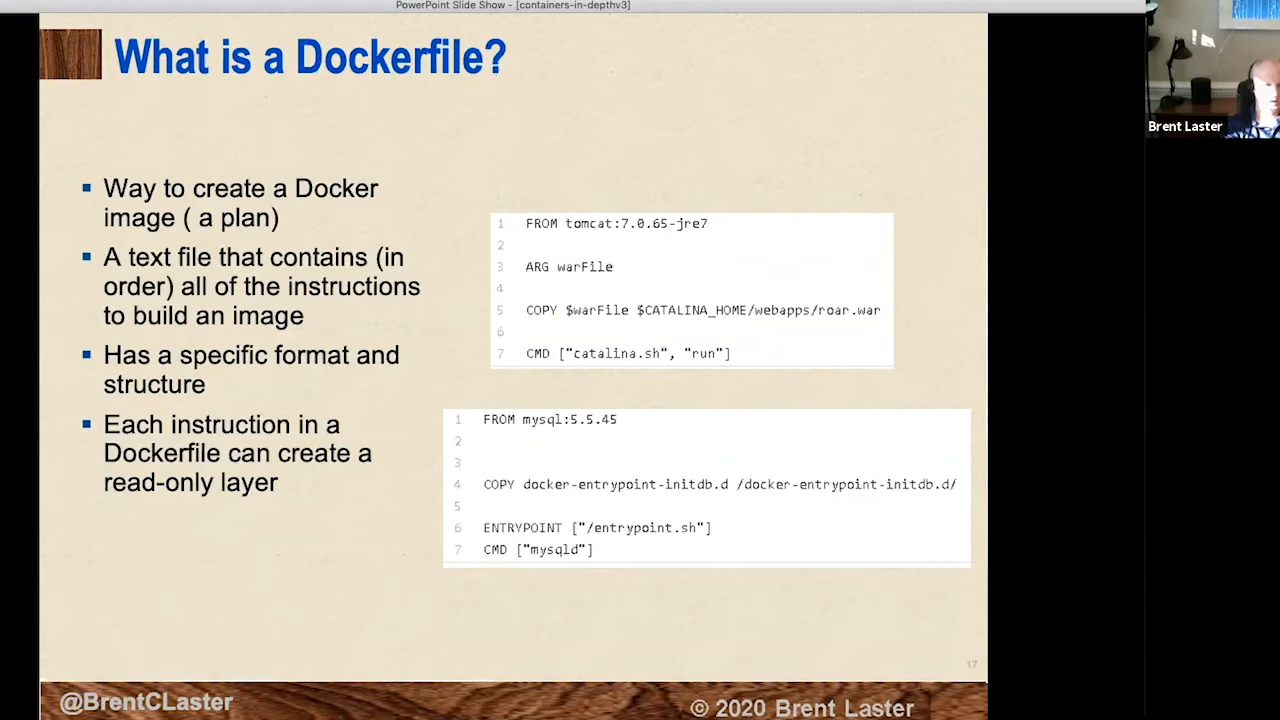 PowerPoint Slide Show - [containers-in-depthv3]
What is a Dockerfile?
Brent Laster
Way to create a Docker
image ( a plan)
A text file that contains (in
order) all of the instructions
to build an image
Has a specific format and
structure
Each instruction in a
Dockerfile can create a
read-only layer
1 FROM tomcat:7.0.65-jre7
2
3 ARG warFile
4
5 COPY $warFile $CATALINA_HOME/webapps/roar.war
6
7 CMD ["catalina.sh", "run"]
1 FROM mysql:5.5.45
2
3
4 COPY docker-entrypoint-initdb.d /docker-entrypoint-initdb.d/
5
6 ENTRYPOINT ["/entrypoint.sh"]
7 CMD ["mysqld"]
17
@BrentCLaster
© 2020 Brent Laster